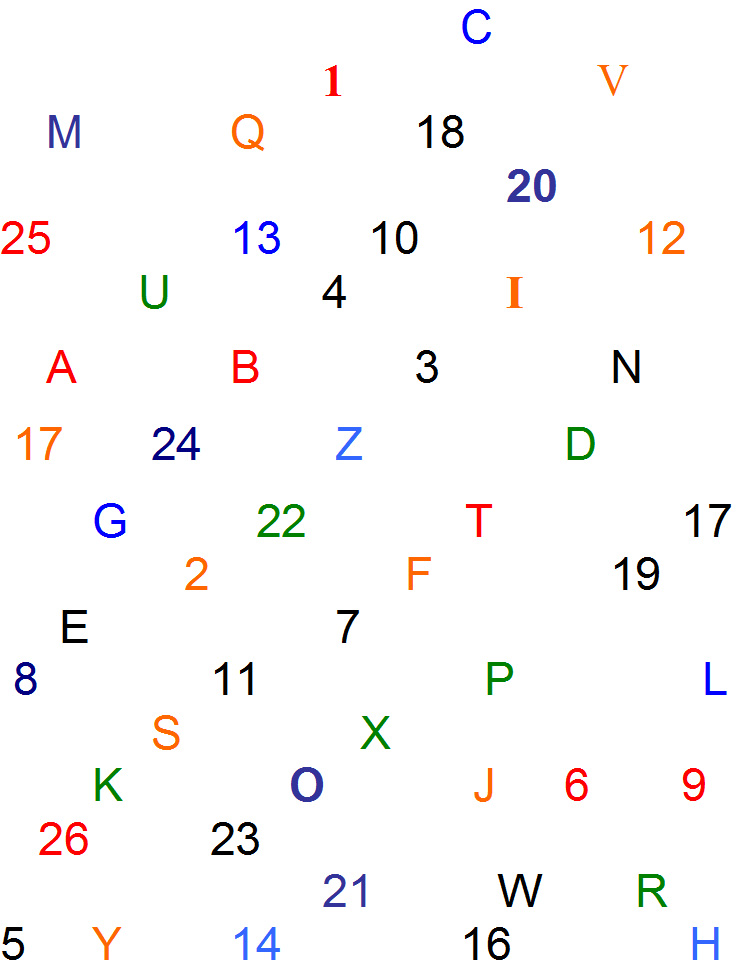 C
1 V
M Q 18
20
25 13 10 12
U 4 I
A B 3 N
17 24 Z D
G 22 T 17
2 F 19
E 7
8 11 P L
S X
K O J 6 9
26 23
21 W R
5 Y 14 16 H